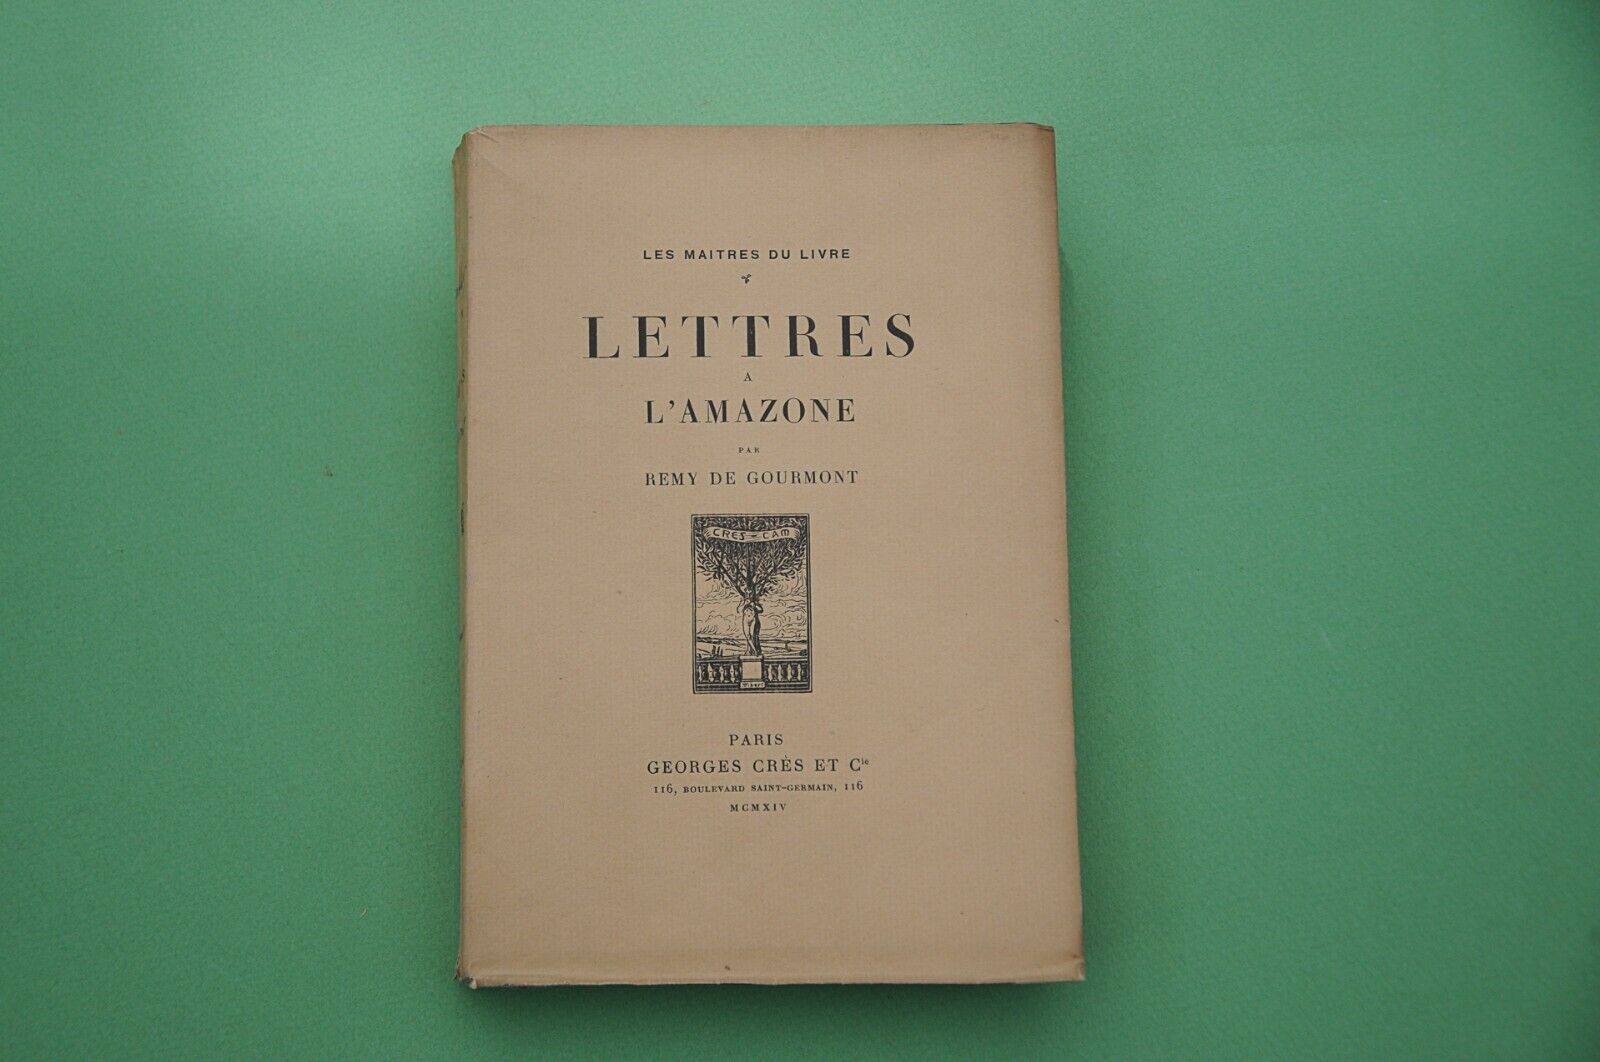 LES MAITRES DU LIVRE
LETTRES
A
L'AMAZONE
PAR
REMY DE GOURMONT
CRES-CAM
PARIS
GEORGES CRÈS ET Cie
116, BOULEVARD SAINT-GERMAIN, 116
MCMXIV